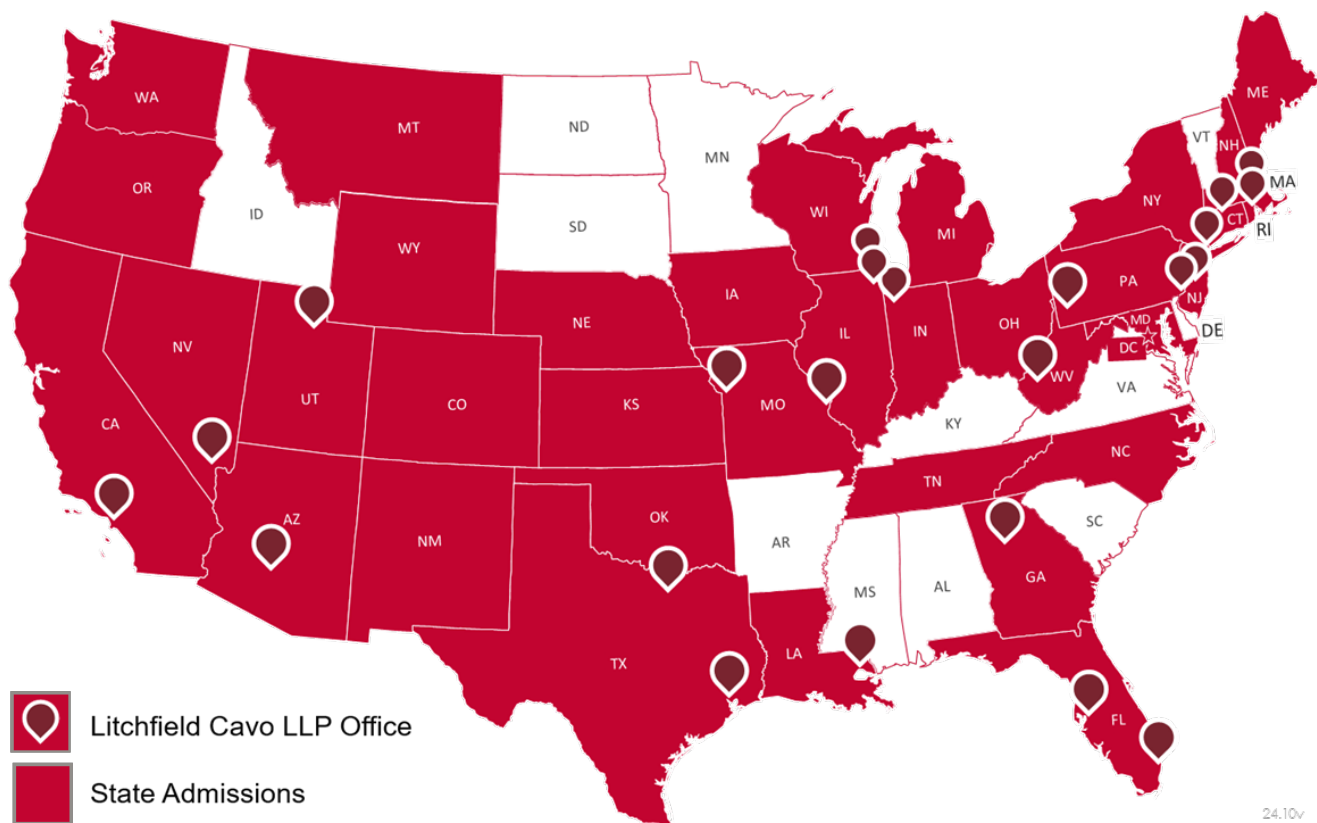 WA
MT
ND
MN
ME
VT
NH
OR
ID
SD
WI
MI
NY
MA
CT
RI
WY
IA
PA
NE
NV
IL
IN
OH
NJ
MD
DE
DC
UT
CO
KS
MO
WV
VA
CA
KY
NC
TN
AZ
NM
OK
AR
SC
MS
AL
GA
TX
LA
FL
Litchfield Cavo LLP Office
State Admissions
24.10v